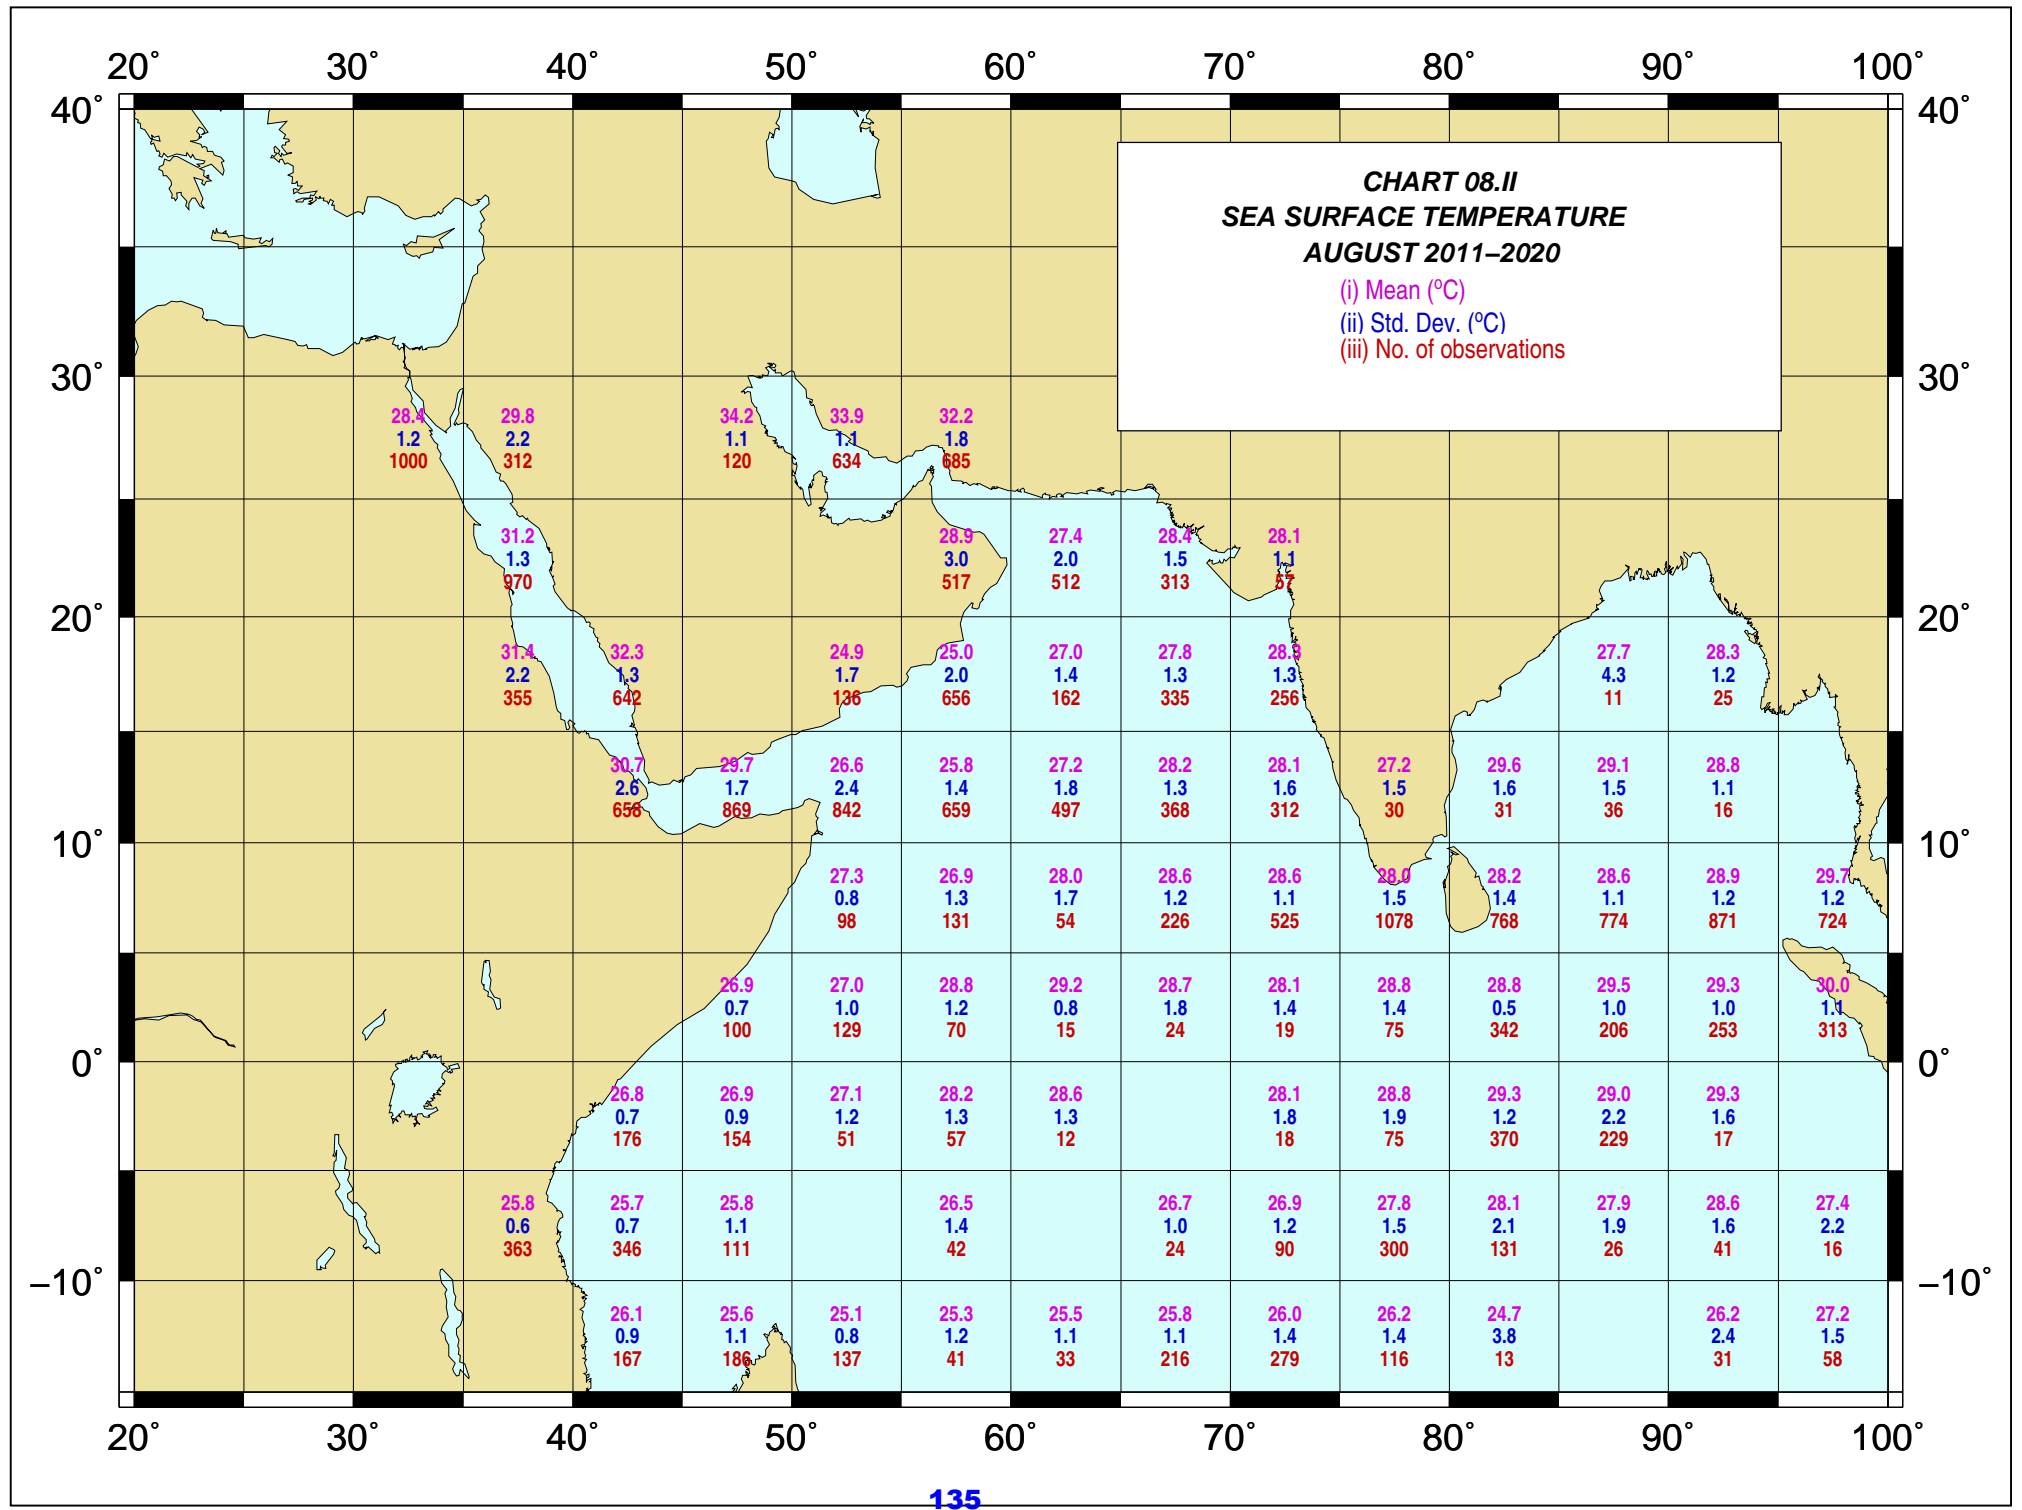 20° 30° 40° 50° 60° 70° 80° 90° 100°
40° 40°
CHART 08.II
SEA SURFACE TEMPERATURE
AUGUST 2011–2020
(i) Mean (°C)
(ii) Std. Dev. (°C)
(iii) No. of observations
30° 30°
28.4 29.8 34.2 33.9 32.2
1.2 2.2 1.1 1.1 1.8
1000 312 120 634 685
31.2 28.9 27.4 28.4 28.1
1.3 3.0 2.0 1.5 1.1
970 517 512 313 57
20° 20°
31.4 32.3 24.9 25.0 27.0 27.8 28.3 27.7 28.3
2.2 1.3 1.7 2.0 1.4 1.3 1.3 4.3 1.2
355 642 136 656 162 335 256 11 25
30.7 29.7 26.6 25.8 27.2 28.2 28.1 27.2 29.6 29.1 28.8
2.6 1.7 2.4 1.4 1.8 1.3 1.6 1.5 1.6 1.5 1.1
658 869 842 659 497 368 312 30 31 36 16
10° 10°
27.3 26.9 28.0 28.6 28.6 28.0 28.2 28.6 28.9 29.7
0.8 1.3 1.7 1.2 1.1 1.5 1.4 1.1 1.2 1.2
98 131 54 226 525 1078 768 774 871 724
26.9 27.0 28.8 29.2 28.7 28.1 28.8 28.8 29.5 29.3 30.0
0.7 1.0 1.2 0.8 1.8 1.4 1.4 0.5 1.0 1.0 1.1
100 129 70 15 24 19 75 342 206 253 313
0° 0°
26.8 26.9 27.1 28.2 28.6 28.1 28.8 29.3 29.0 29.3
0.7 0.9 1.2 1.3 1.3 1.8 1.9 1.2 2.2 1.6
176 154 51 57 12 18 75 370 229 17
25.8 25.7 25.8 26.5 26.7 26.9 27.8 28.1 27.9 28.6 27.4
0.6 0.7 1.1 1.4 1.0 1.2 1.5 2.1 1.9 1.6 2.2
363 346 111 42 24 90 300 131 26 41 16
–10° –10°
26.1 25.6 25.1 25.3 25.5 25.8 26.0 26.2 24.7 26.2 27.2
0.9 1.1 0.8 1.2 1.1 1.1 1.4 1.4 3.8 2.4 1.5
167 186 137 41 33 216 279 116 13 31 58
20° 30° 40° 50° 60° 70° 80° 90° 100°
135